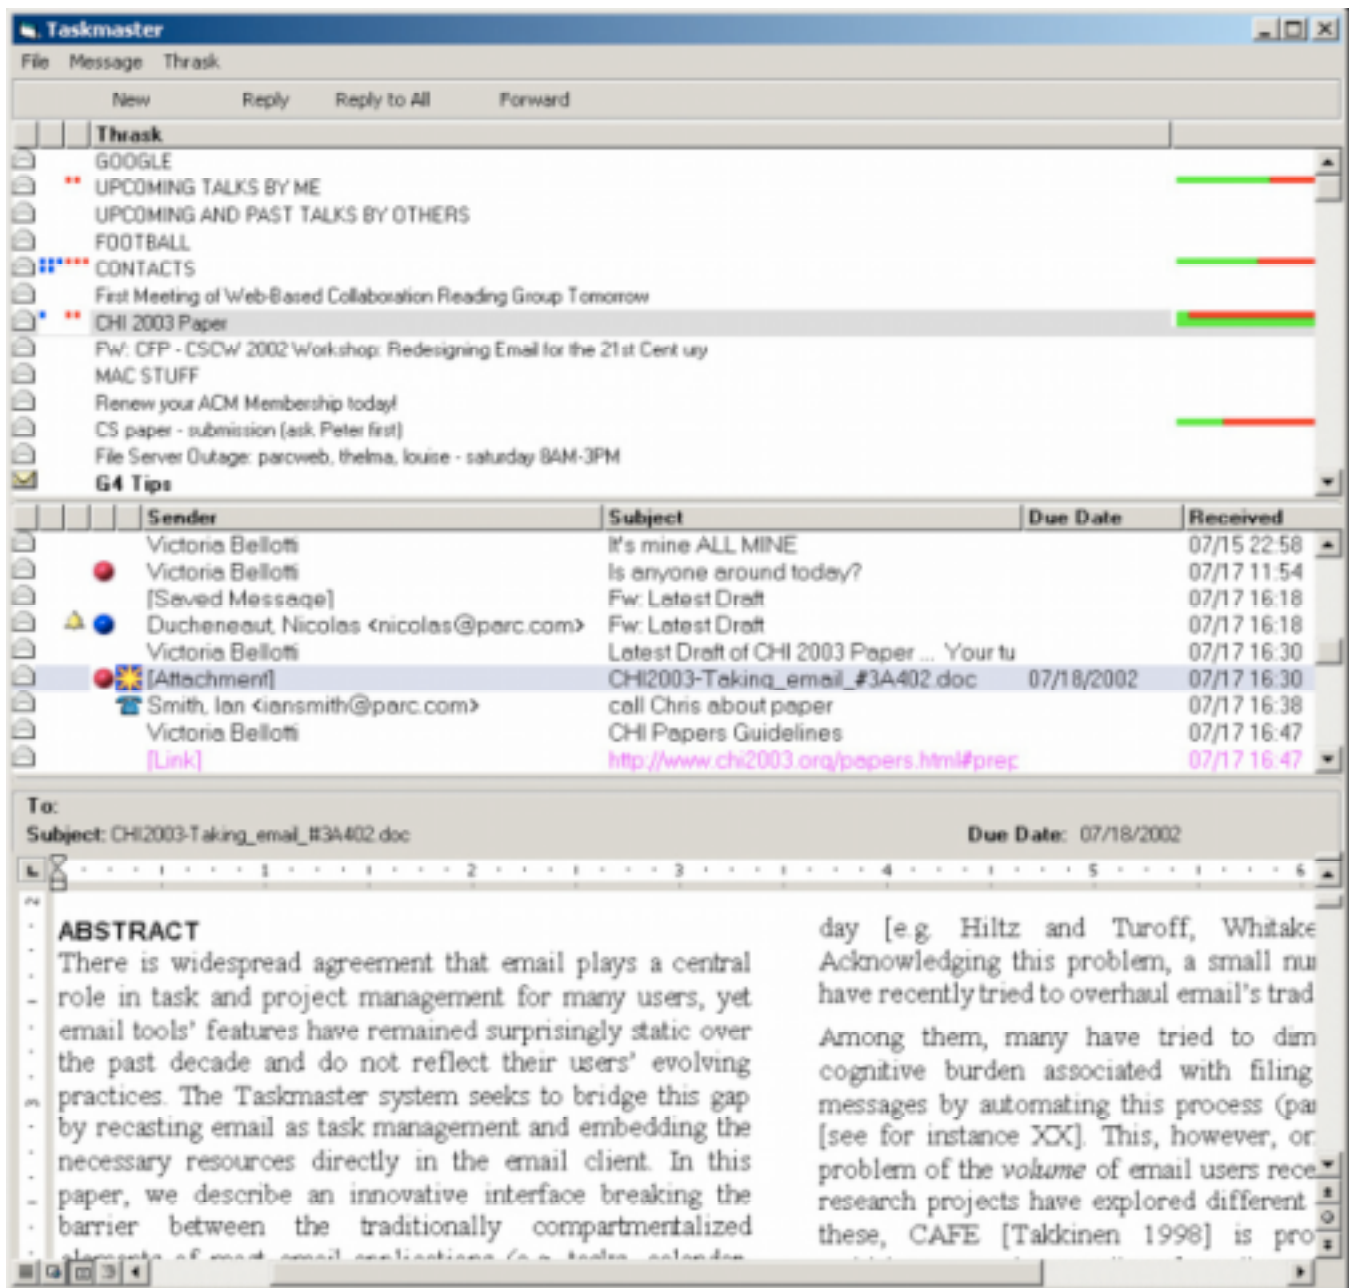 Taskmaster
File Message Thrask
New Reply Reply to All Forward
Thrask
GOOGLE
UPCOMING TALKS BY ME
UPCOMING AND PAST TALKS BY OTHERS
FOOTBALL
CONTACTS
First Meeting of Web-Based Collaboration Reading Group Tomorrow
CHI 2003 Paper
FW: CFP - CSCW 2002 Workshop: Redesigning Email for the 21st Cent ury
MAC STUFF
Renew your ACM Membership today!
CS paper - submission (ask Peter first)
File Server Outage: parcweb, thelma, louise - saturday 8AM-3PM
G4 Tips
Sender Subject Due Date Received
Victoria Bellotti It's mine ALL MINE 07/15 22:58
Victoria Bellotti Is anyone around today? 07/17 11:54
[Saved Message] Fw: Latest Draft 07/17 16:18
Ducheneaut, Nicolas <nicolas@parc.com> Fw: Latest Draft 07/17 16:18
Victoria Bellotti Latest Draft of CHI 2003 Paper ... Your tu 07/17 16:30
[Attachment] CHI2003-Taking_email_#3A402.doc 07/18/2002 07/17 16:30
Smith, Ian <iansmith@parc.com> call Chris about paper 07/17 16:38
Victoria Bellotti CHI Papers Guidelines 07/17 16:47
[Link] http://www.chi2003.org/papers.html#prep 07/17 16:47
To:
Subject: CHI2003-Taking_email_#3A402.doc Due Date: 07/18/2002
1 2 3 4 5 6
ABSTRACT
There is widespread agreement that email plays a central
role in task and project management for many users, yet
email tools' features have remained surprisingly static over
the past decade and do not reflect their users' evolving
practices. The Taskmaster system seeks to bridge this gap
by recasting email as task management and embedding the
necessary resources directly in the email client. In this
paper, we describe an innovative interface breaking the
barrier between the traditionally compartmentalized
elements of most email applications (e.g. tasks, calendar,
day [e.g. Hiltz and Turoff, Whitake
Acknowledging this problem, a small nu
have recently tried to overhaul email's trad
Among them, many have tried to dim
cognitive burden associated with filing
messages by automating this process (par
[see for instance XX]. This, however, or
problem of the volume of email users rece
research projects have explored different
these, CAFE [Takkinen 1998] is pro